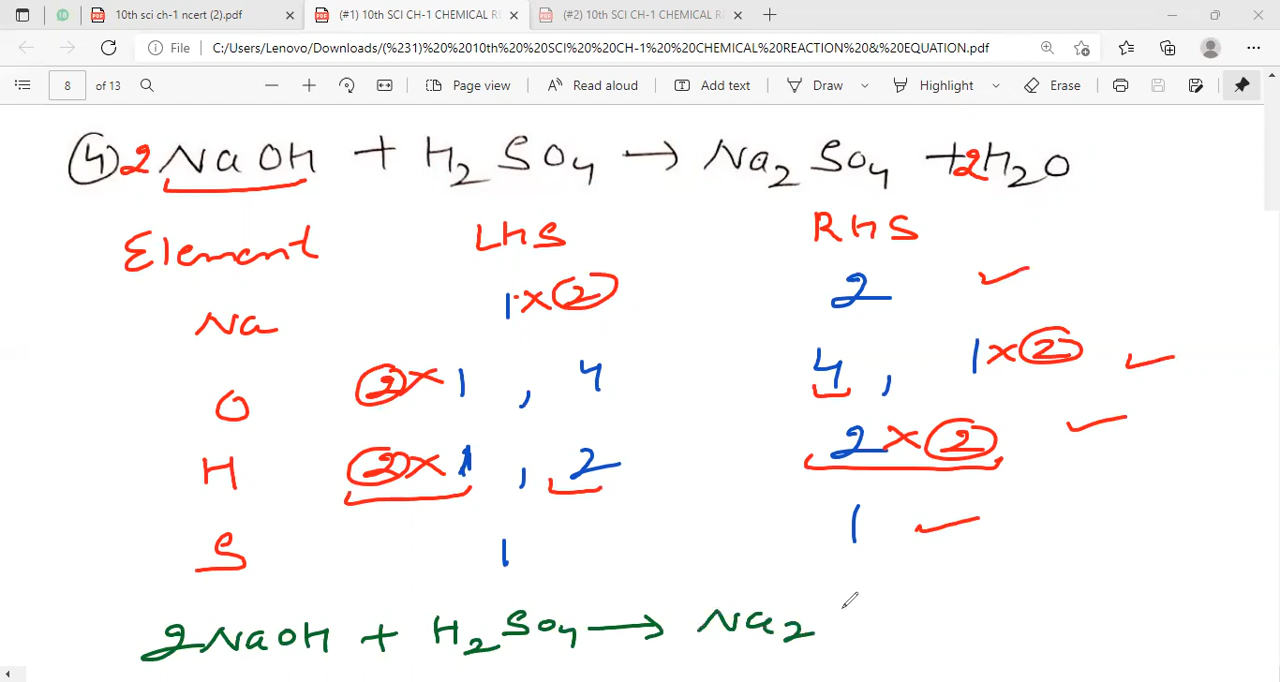 10th sci ch-1 ncert (2).pdf
(#1) 10th SCI CH-1 CHEMICAL R
(#2) 10th SCI CH-1 CHEMICAL R
File C:/Users/Lenovo/Downloads/(%231)%20%2010th%20%20SCI%20%20CH-1%20%20CHEMICAL%20REACTION%20&%20EQUATION.pdf
8 of 13 Page view Read aloud Add text Draw Highlight Erase
④ 2NaOH + H₂SO₄ → Na₂SO₄ + 2H₂O
Element LHS RHS
Na 1×② 2 ✓
O ②×1 , 4 4 , 1×② ✓
H ②×1 , 2 2×② ✓
S 1 1 ✓
2NaOH + H₂SO₄ → Na₂